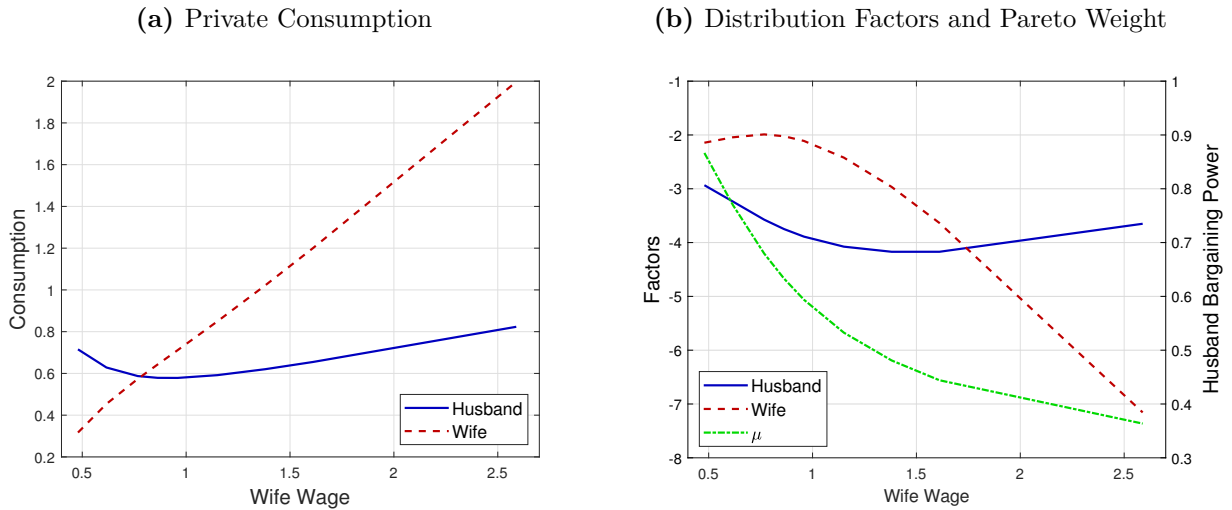 (a) Private Consumption
2
1.8
1.6
1.4
1.2
1
0.8
0.6
0.4
0.2
Consumption
0.5 1 1.5 2 2.5
Wife Wage
Husband
Wife
(b) Distribution Factors and Pareto Weight
-1
-2
-3
-4
-5
-6
-7
-8
Factors
1
0.9
0.8
0.7
0.6
0.5
0.4
0.3
Husband Bargaining Power
0.5 1 1.5 2 2.5
Wife Wage
Husband
Wife
μ